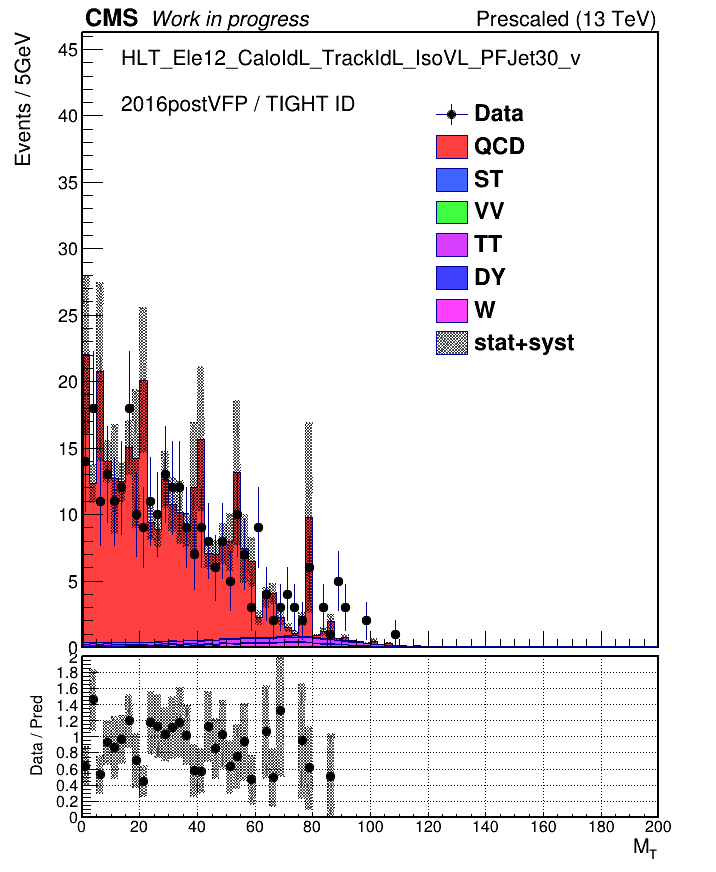 CMS Work in progress Prescaled (13 TeV)
HLT_Ele12_CaloIdL_TrackIdL_IsoVL_PFJet30_v
2016postVFP / TIGHT ID
Events / 5GeV
45
40
35
30
25
20
15
10
5
0
Data
QCD
ST
VV
TT
DY
W
stat+syst
Data / Pred
2
1.8
1.6
1.4
1.2
1
0.8
0.6
0.4
0.2
0
0 20 40 60 80 100 120 140 160 180 200
M_T